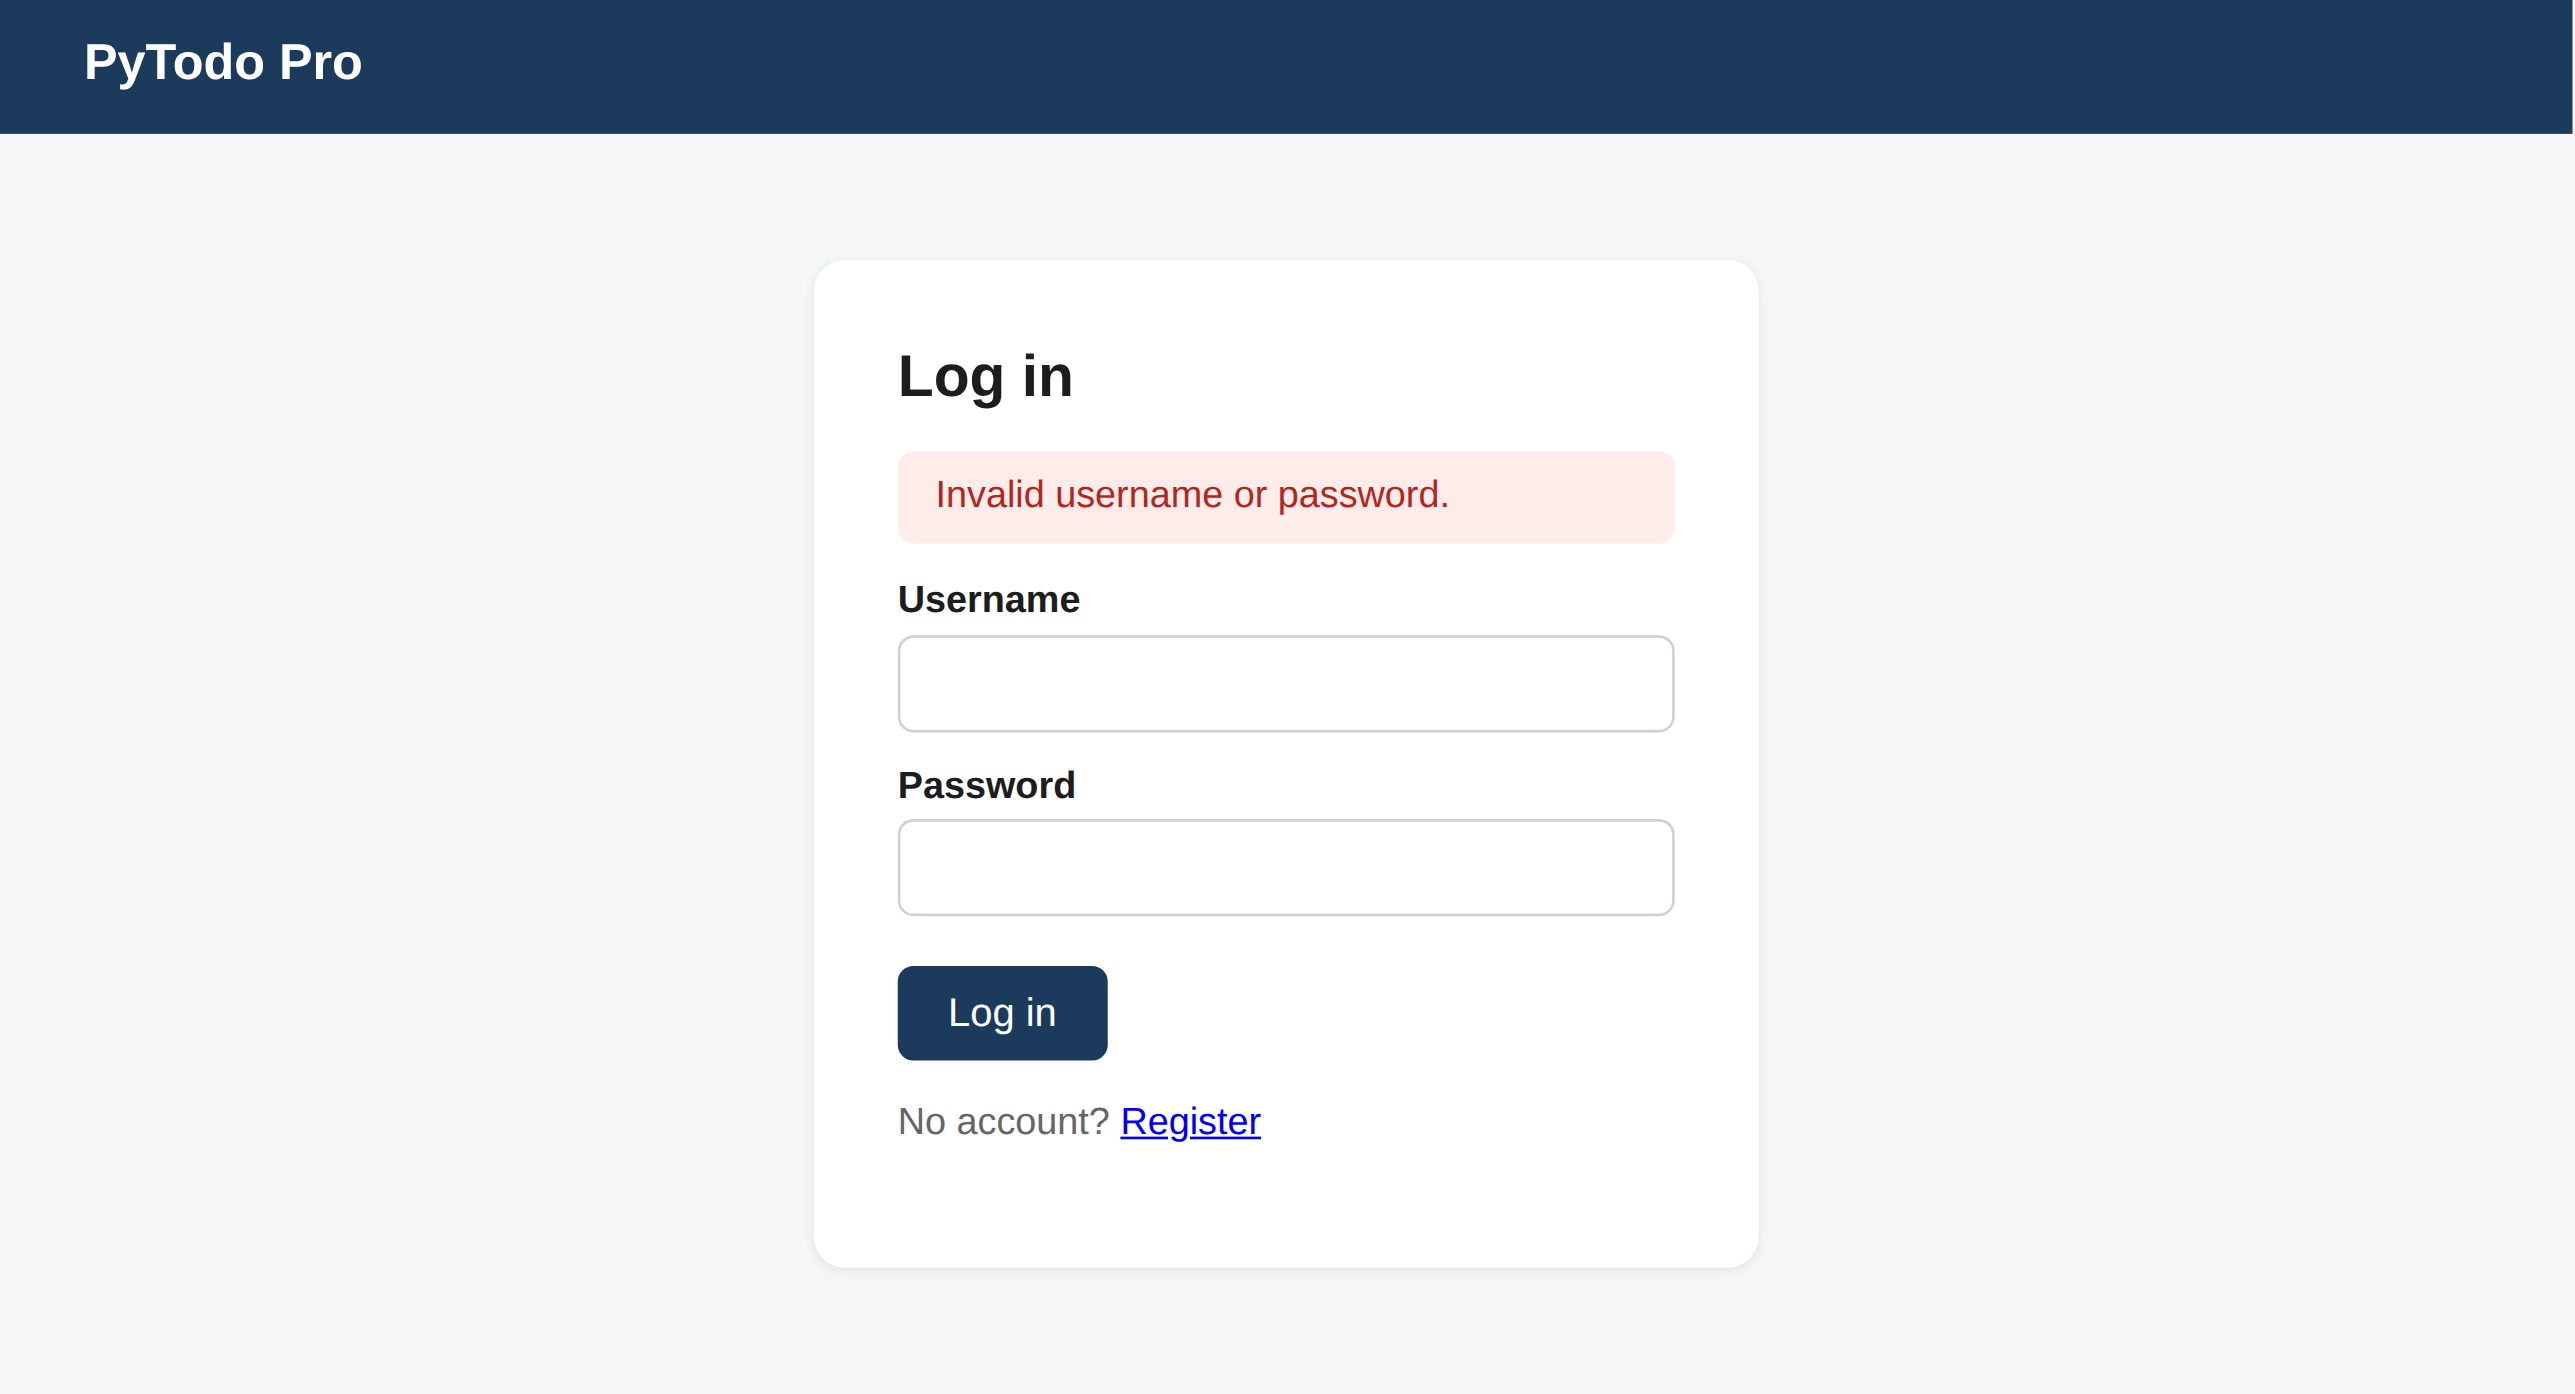 PyTodo Pro
Log in
Invalid username or password.
Username
Password
Log in
No account? Register